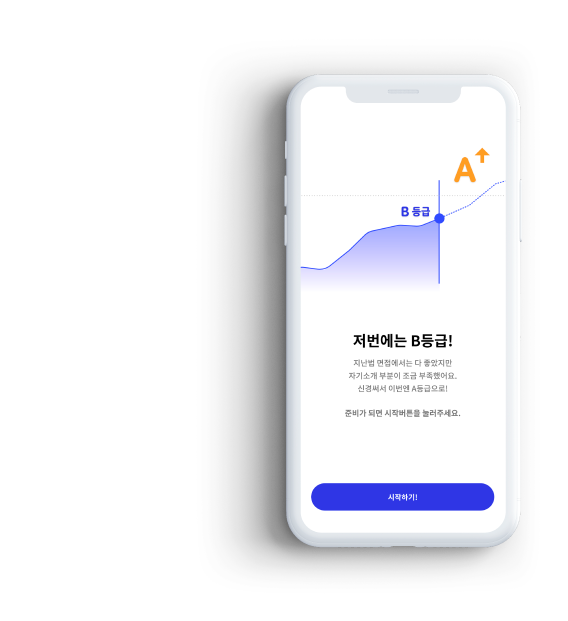 A
B 등급
저번에는 B등급!
지난법 면접에서는 다 좋았지만
자기소개 부분이 조금 부족했어요.
신경써서 이번엔 A등급으로!
준비가 되면 시작버튼을 눌러주세요.
시작하기!